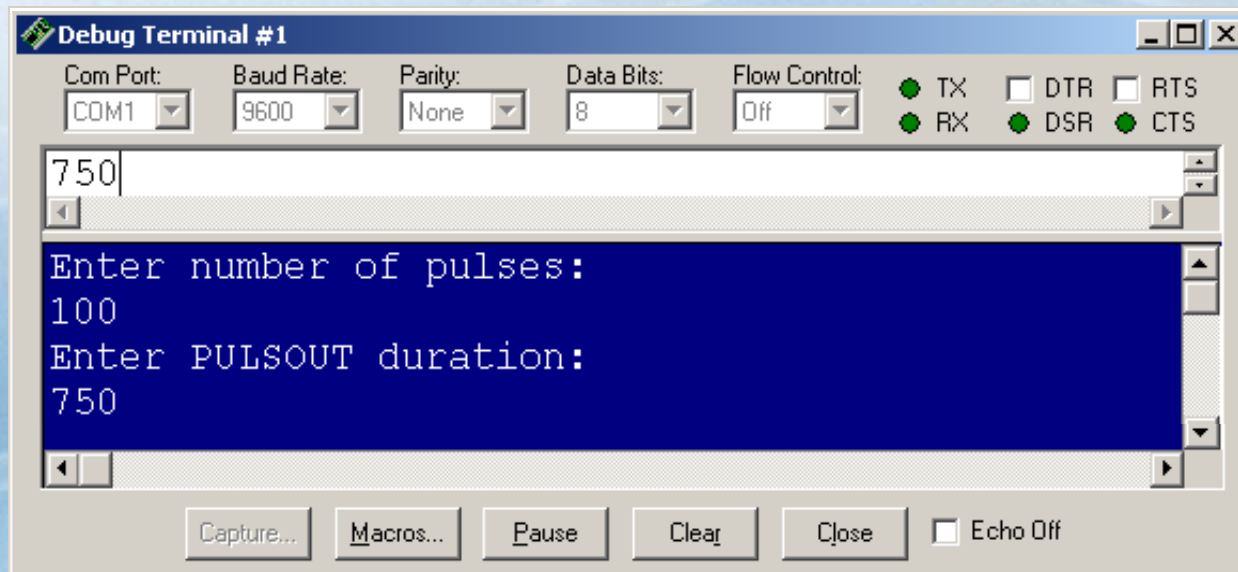 Debug Terminal #1
Com Port: Baud Rate: Parity: Data Bits: Flow Control:
COM1 9600 None 8 Off
TX DTR RTS
RX DSR CTS
750
Enter number of pulses:
100
Enter PULSOUT duration:
750
Capture... Macros... Pause Clear Close Echo Off